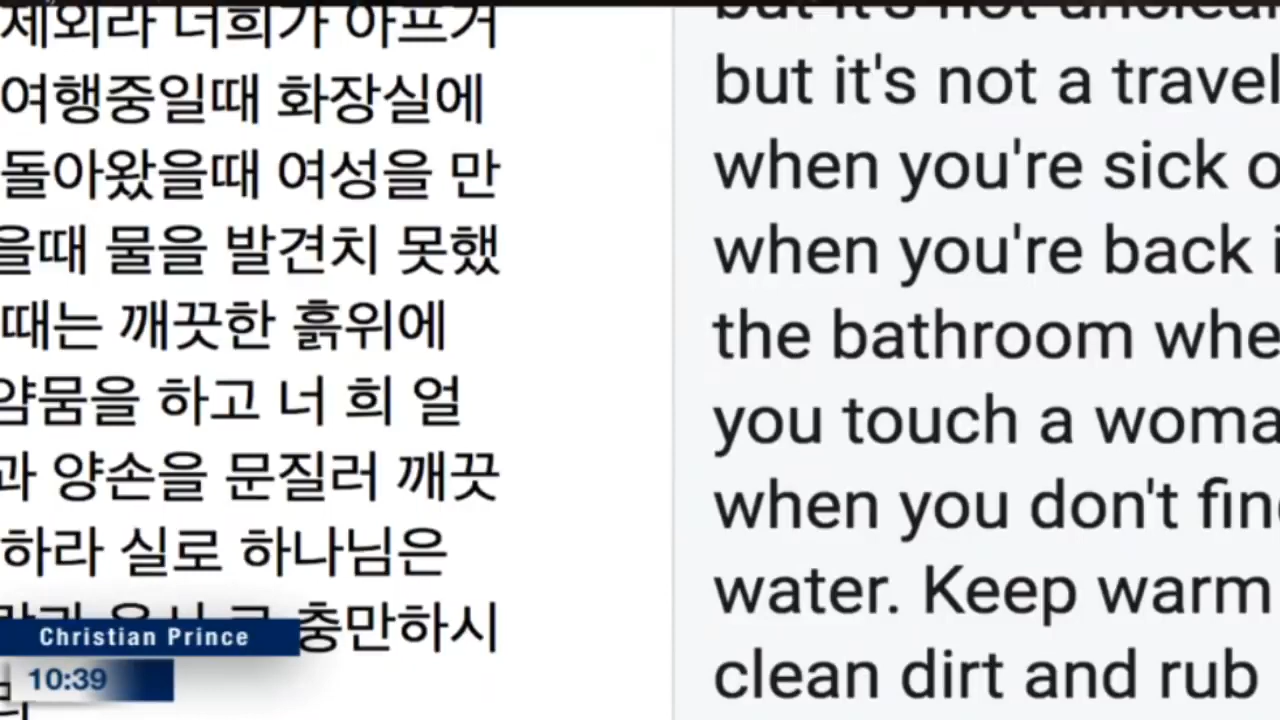 제외라 너희가 아프거
여행중일때 화장실에
돌아왔을때 여성을 만
을때 물을 발견치 못했
때는 깨끗한 흙위에
얌뭄을 하고 너 희 얼
과 양손을 문질러 깨끗
하라 실로 하나님은
충만하시
but it's not
but it's not a travel
when you're sick o
when you're back i
the bathroom whe
you touch a woma
when you don't find
water. Keep warm
clean dirt and rub
Christian Prince
10:39